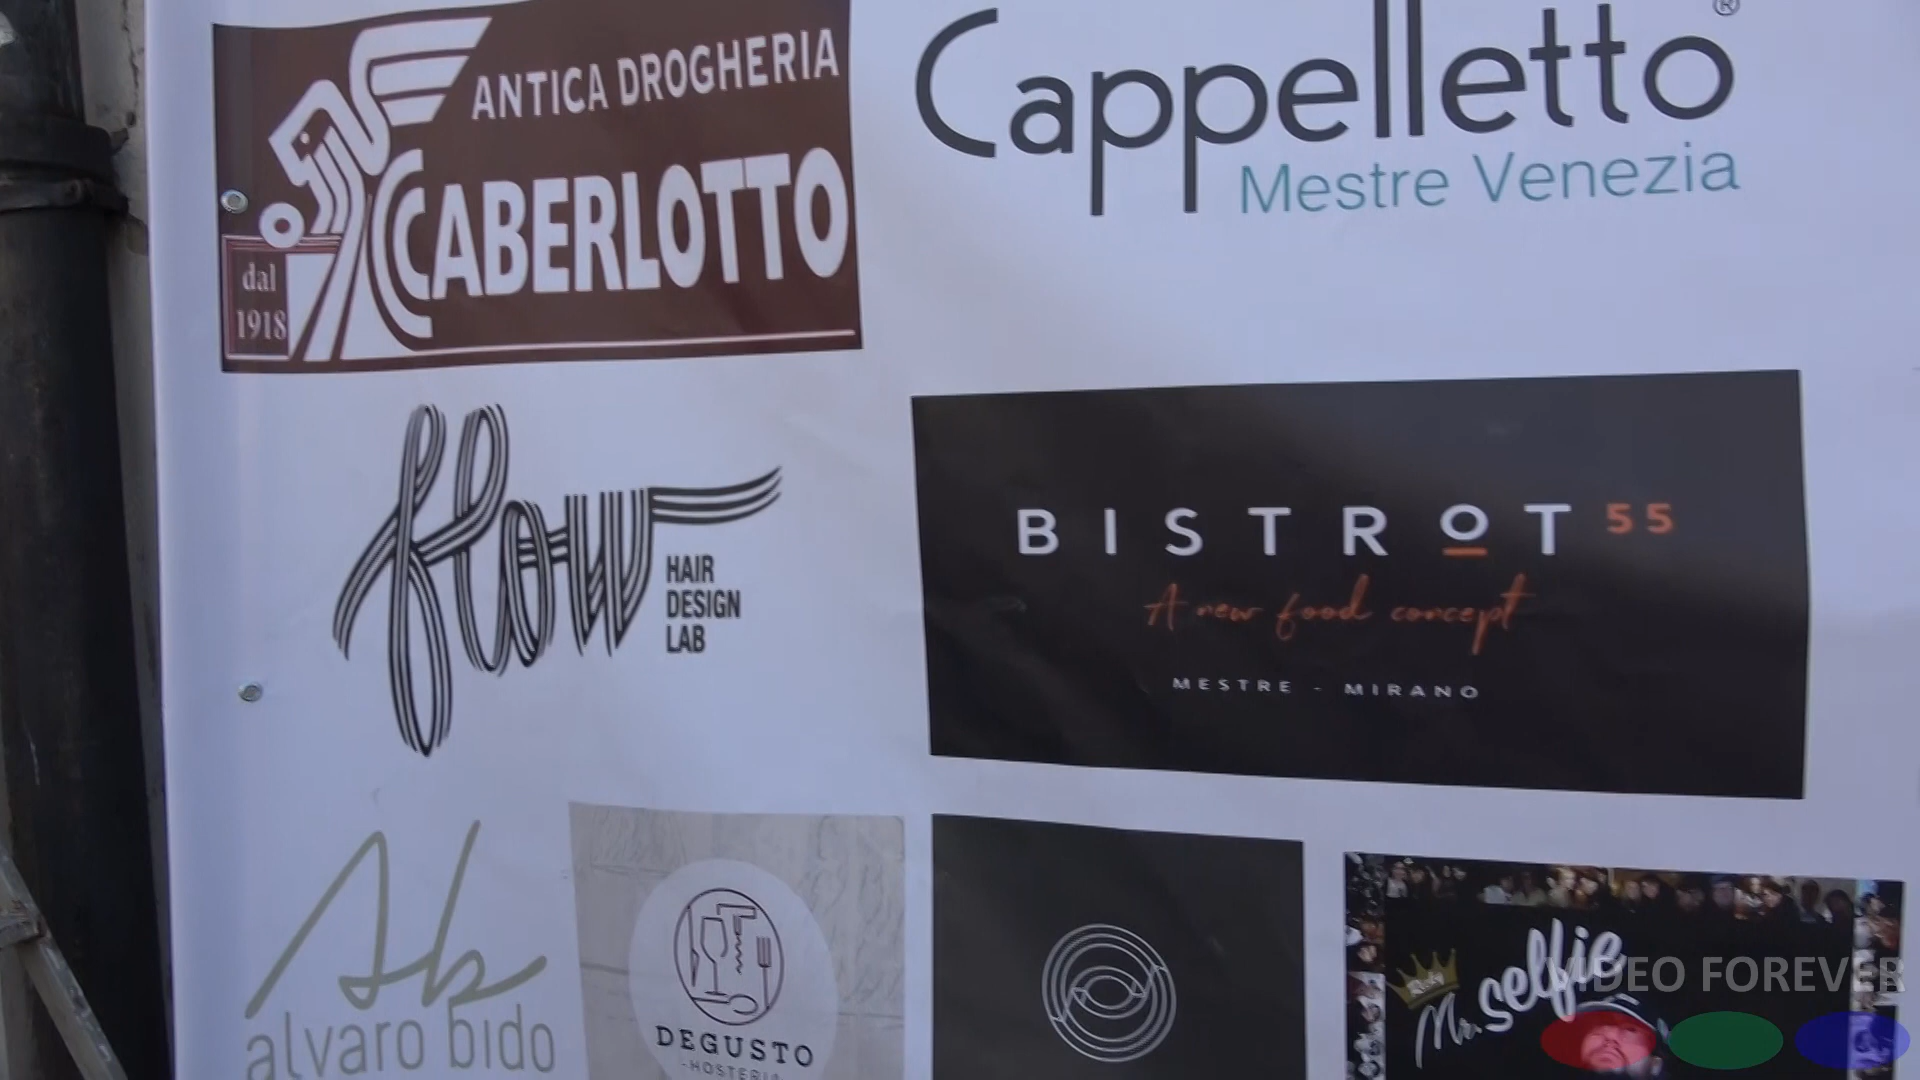 ANTICA DROGHERIA
CABERLOTTO
dal
1918
Cappelletto
®
Mestre Venezia
flow
HAIR
DESIGN
LAB
BISTROT 55
A new food concept
MESTRE - MIRANO
Ab
alvaro bido
DEGUSTO
-HOSTERIA
Mr. selfie
VIDEO FOREVER